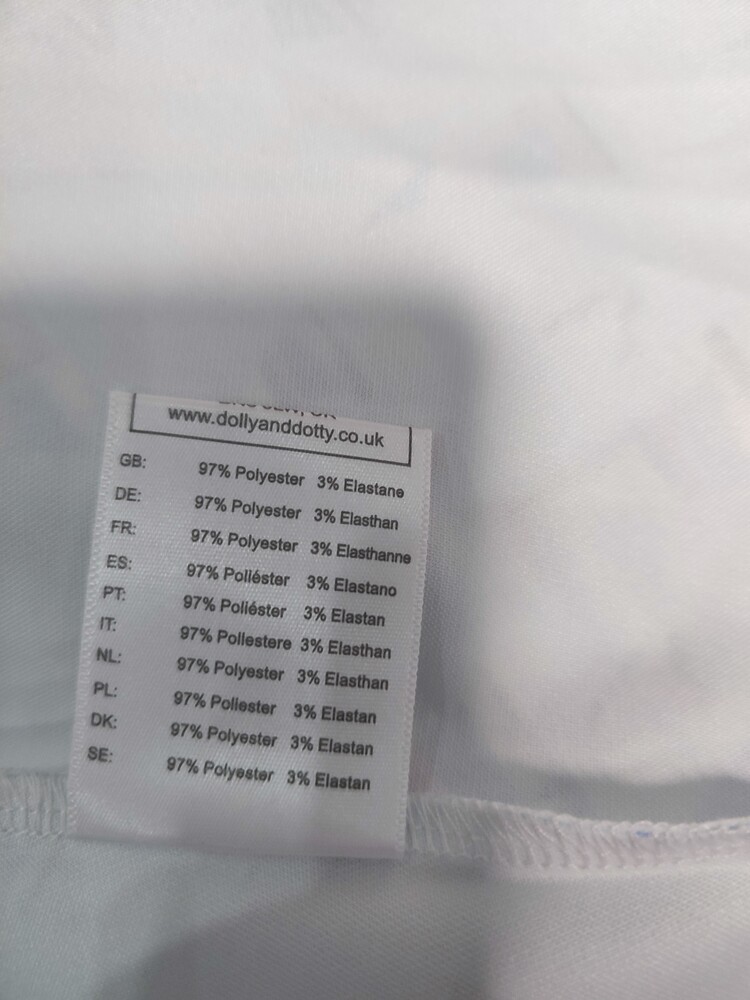 www.dollyanddotty.co.uk
GB: 97% Polyester 3% Elastane
DE: 97% Polyester 3% Elasthan
FR: 97% Polyester 3% Elasthanne
ES: 97% Poliéster 3% Elastano
PT: 97% Poliéster 3% Elastan
IT: 97% Poliestere 3% Elasthan
NL: 97% Polyester 3% Elasthan
PL: 97% Poliester 3% Elastan
DK: 97% Polyester 3% Elastan
SE: 97% Polyester 3% Elastan